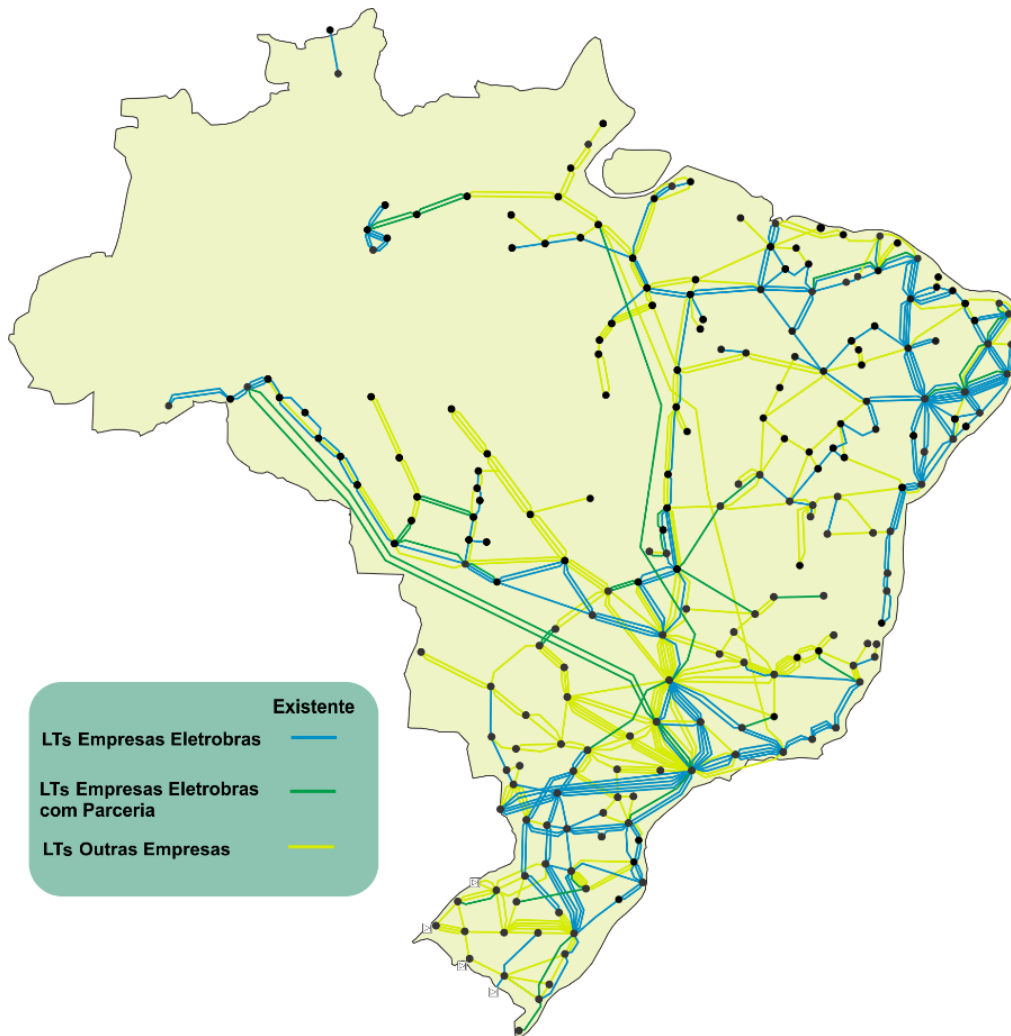 Existente
LTs Empresas Eletrobras
LTs Empresas Eletrobras
com Parceria
LTs Outras Empresas